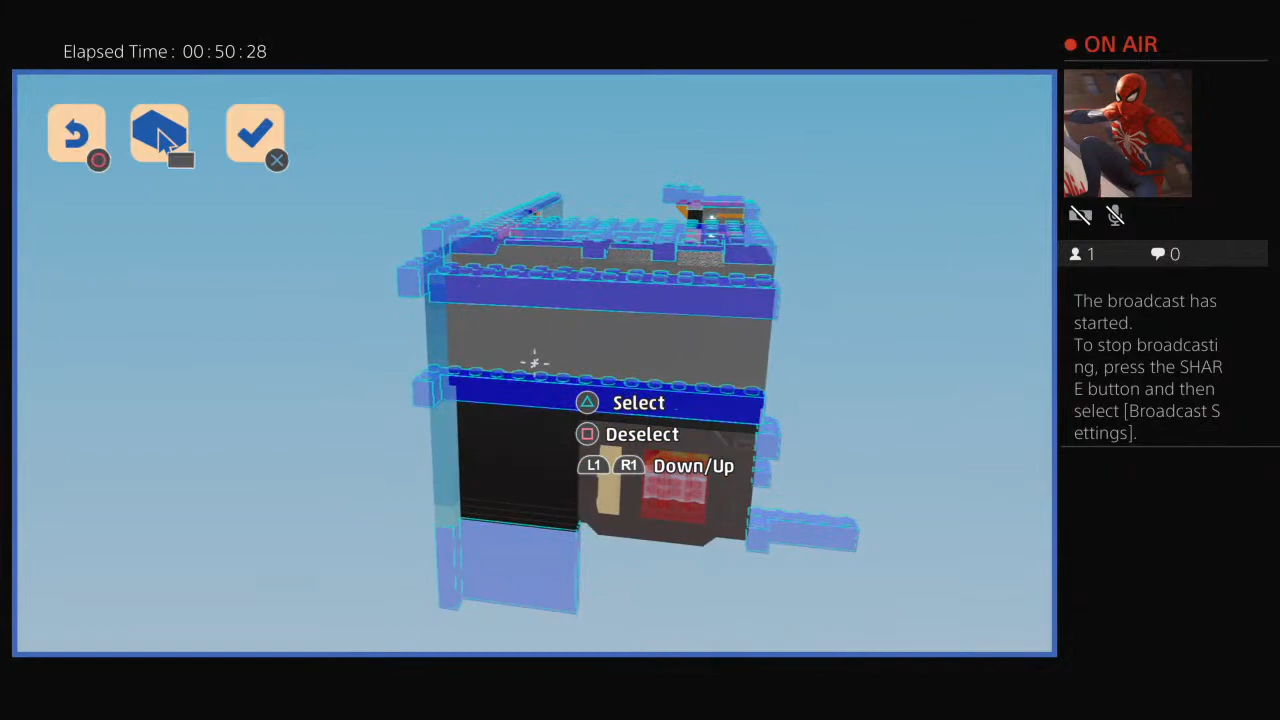 Elapsed Time : 00:50:28
ON AIR
1
0
The broadcast has
started.
To stop broadcasti
ng, press the SHAR
E button and then
select [Broadcast S
ettings].
Select
Deselect
L1 R1 Down/Up